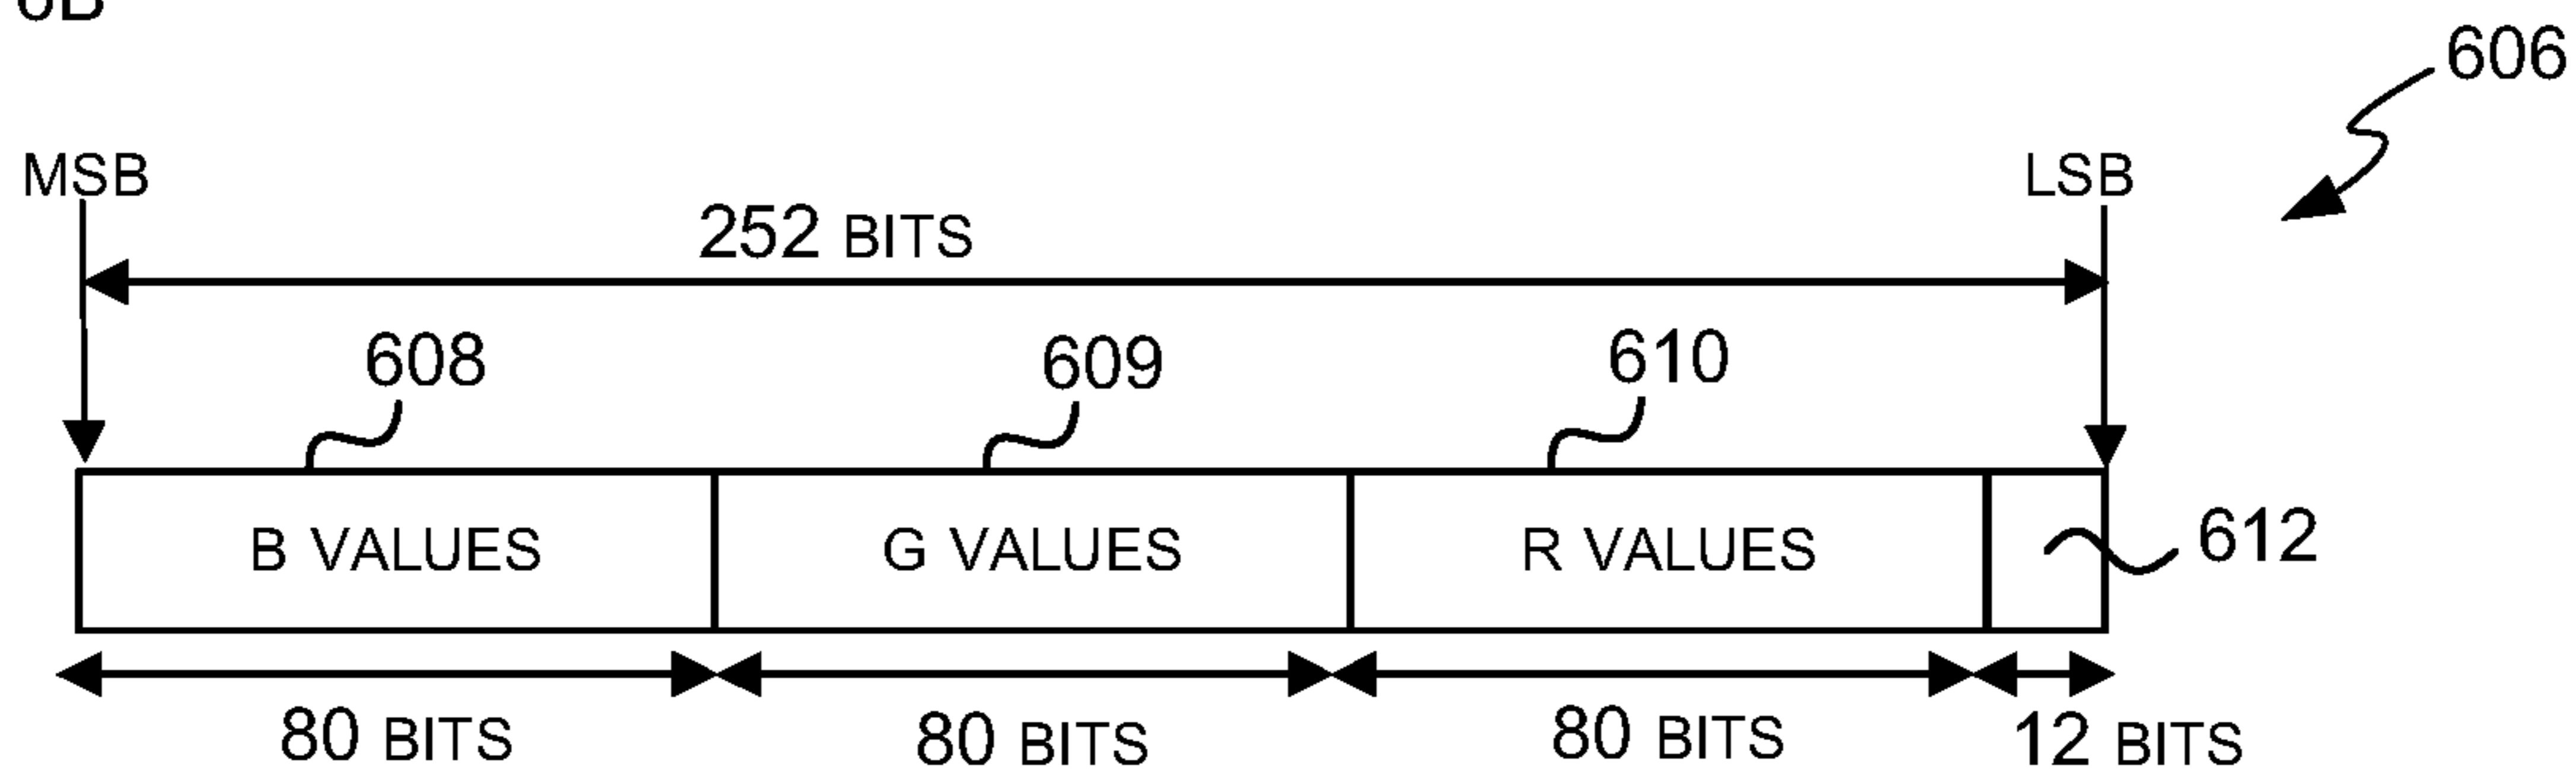 6B
606
MSB
LSB
252 BITS
608
609
610
B VALUES
G VALUES
R VALUES
612
80 BITS
80 BITS
80 BITS
12 BITS